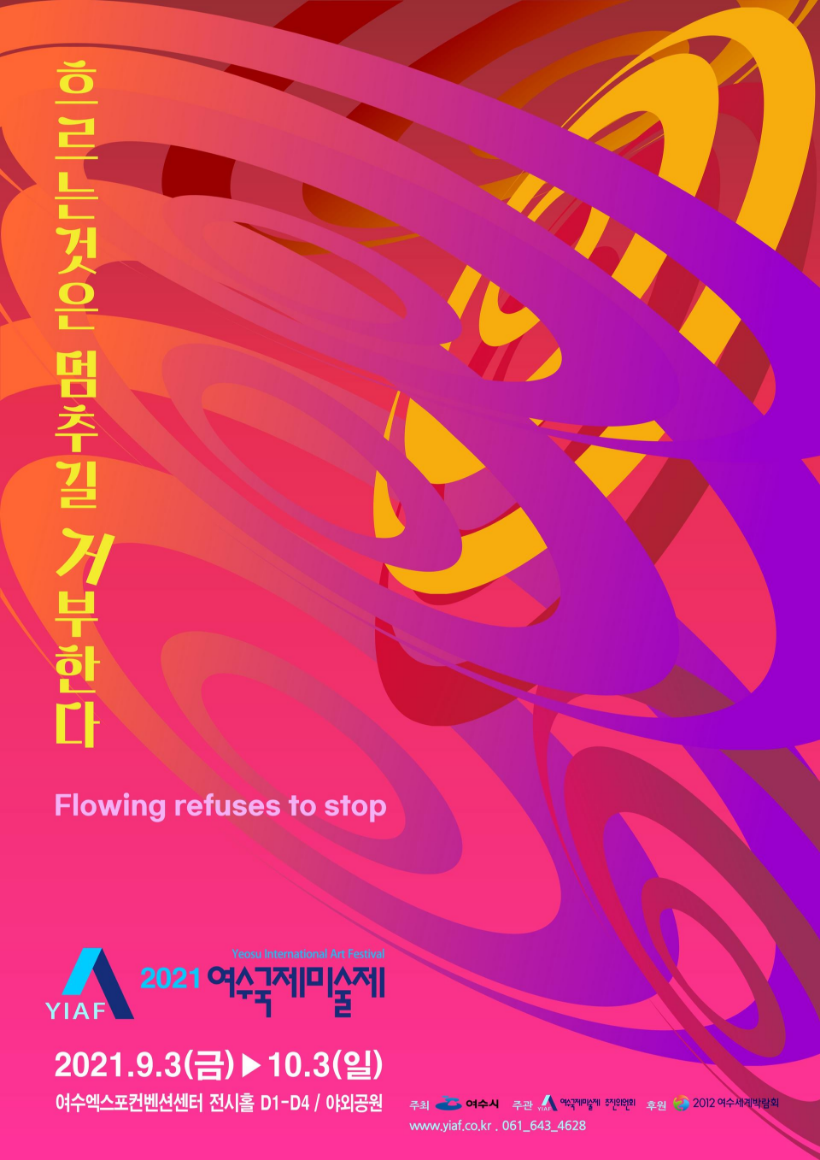 흐르는것은 멈추길 거부한다
Flowing refuses to stop
Yeosu International Art Festival
2021 여수국제미술제
YIAF
2021.9.3(금)▶10.3(일)
여수엑스포컨벤션센터 전시홀 D1-D4 / 야외공원
주최 여수시 주관 YIAF 여수국제미술제 추진위원회 후원 2012 여수세계박람회
www.yiaf.co.kr . 061_643_4628